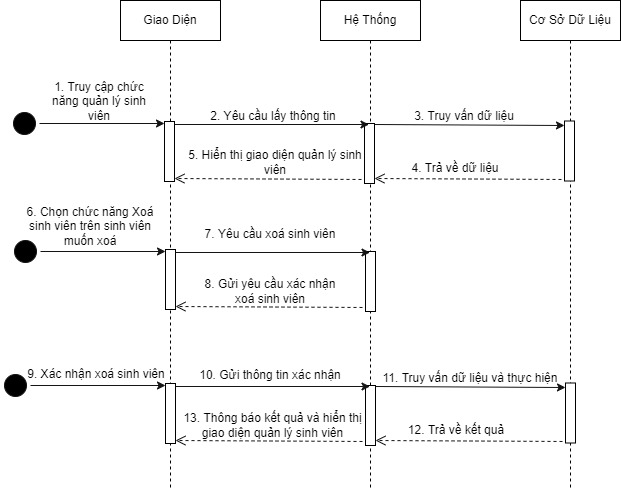 Giao Diện
Hệ Thống
Cơ Sở Dữ Liệu
1. Truy cập chức
năng quản lý sinh
viên
2. Yêu cầu lấy thông tin
3. Truy vấn dữ liệu
5. Hiển thị giao diện quản lý sinh
viên
4. Trả về dữ liệu
6. Chọn chức năng Xoá
sinh viên trên sinh viên
muốn xoá
7. Yêu cầu xoá sinh viên
8. Gửi yêu cầu xác nhận
xoá sinh viên
9. Xác nhận xoá sinh viên
10. Gửi thông tin xác nhận
11. Truy vấn dữ liệu và thực hiện
13. Thông báo kết quả và hiển thị
giao diện quản lý sinh viên
12. Trả về kết quả